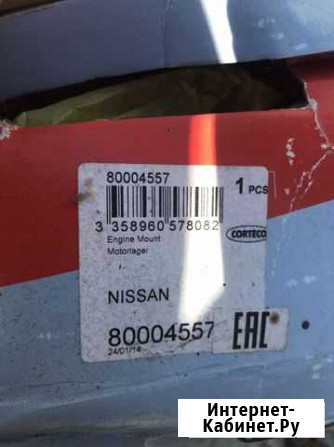 80004557
1 PCS
3 358960 578082
Engine Mount
Motorlager
CORTECO
NISSAN
80004557
24/01/14
EAC
Интернет-
Кабинет.Ру